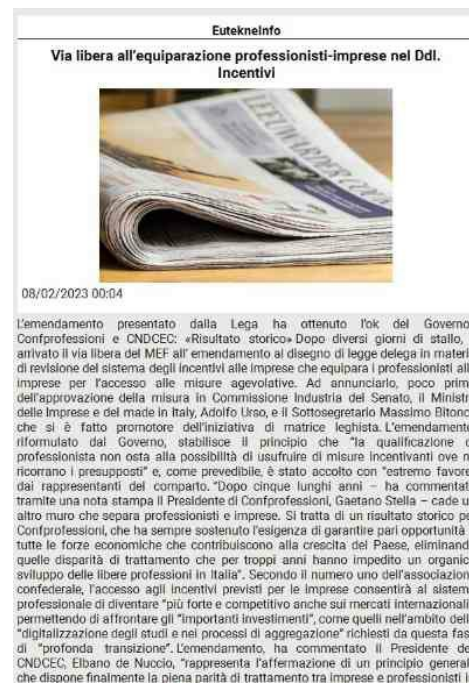 EutekneInfo
Via libera all'equiparazione professionisti-imprese nel Ddl.
Incentivi
LEEUWARDER COU
08/02/2023 00:04
L'emendamento presentato dalla Lega ha ottenuto l'ok del Governo
Confprofessioni e CNDCEC: «Risultato storico» Dopo diversi giorni di stallo,
arrivato il via libera del MEF all' emendamento al disegno di legge delega in materi
di revisione del sistema degli incentivi alle imprese che equipara i professionisti all
imprese per l'accesso alle misure agevolative. Ad annunciarlo, poco prim
dell'approvazione della misura in Commissione Industria del Senato, il Ministr
delle Imprese e del made in Italy, Adolfo Urso, e il Sottosegretario Massimo Bitonc
che si è fatto promotore dell'iniziativa di matrice leghista. L'emendamento
riformulato dal Governo, stabilisce il principio che "la qualificazione d
professionista non osta alla possibilità di usufruire di misure incentivanti ove n
ricorrano i presupposti" e, come prevedibile, è stato accolto con "estremo favore
dai rappresentanti del comparto. "Dopo cinque lunghi anni – ha commentat
tramite una nota stampa il Presidente di Confprofessioni, Gaetano Stella – cade u
altro muro che separa professionisti e imprese. Si tratta di un risultato storico pe
Confprofessioni, che ha sempre sostenuto l'esigenza di garantire pari opportunità
tutte le forze economiche che contribuiscono alla crescita del Paese, eliminand
quelle disparità di trattamento che per troppi anni hanno impedito un organic
sviluppo delle libere professioni in Italia". Secondo il numero uno dell'association
confederale, l'accesso agli incentivi previsti per le imprese consentirà al sistem
professionale di diventare "più forte e competitivo anche sui mercati internazionali
permettendo di affrontare gli "importanti investimenti", come quelli nell'ambito dell
"digitalizzazione degli studi e nei processi di aggregazione" richiesti da questa fas
di "profonda transizione". L'emendamento, ha commentato il Presidente de
CNDCEC, Elbano de Nuccio, "rappresenta l'affermazione di un principio general
che dispone finalmente la piena parità di trattamento tra imprese e professionisti i